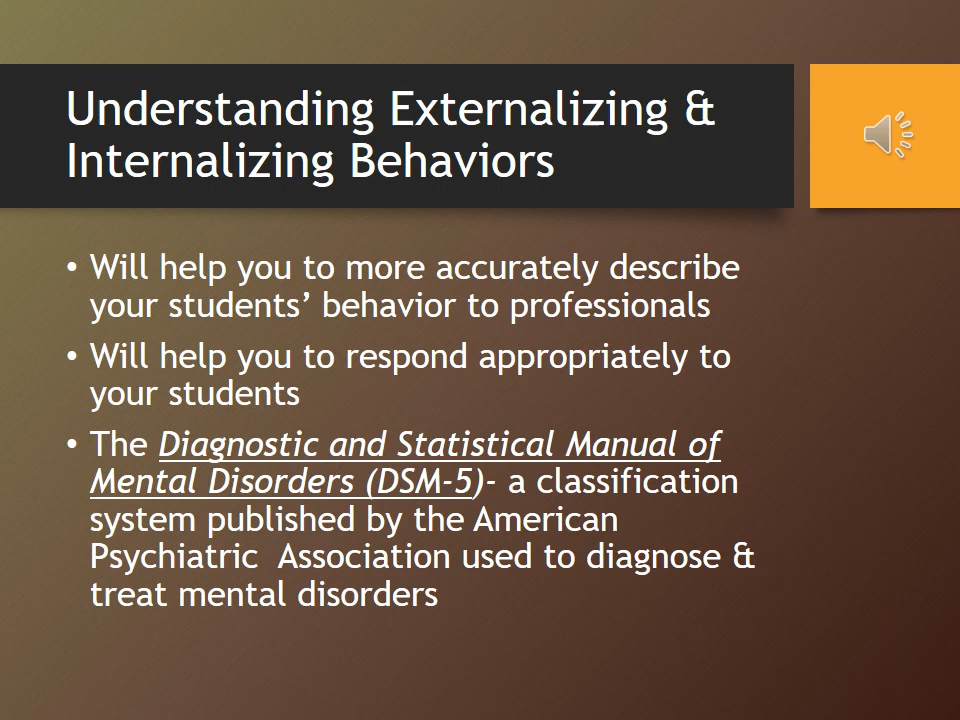 Understanding Externalizing &
Internalizing Behaviors
• Will help you to more accurately describe
your students’ behavior to professionals
• Will help you to respond appropriately to
your students
• The Diagnostic and Statistical Manual of
Mental Disorders (DSM-5)- a classification
system published by the American
Psychiatric  Association used to diagnose &
treat mental disorders